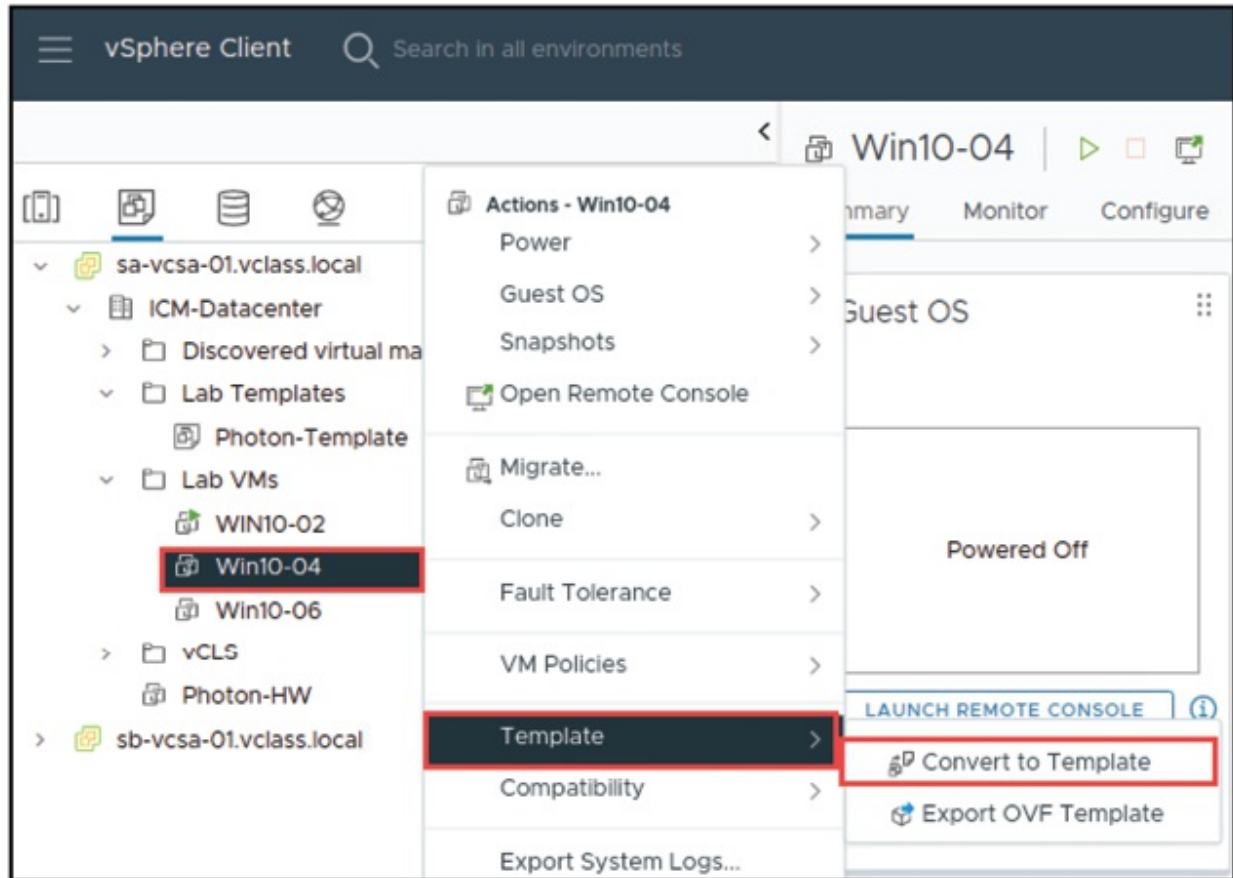 vSphere Client
Search in all environments
Win10-04
Actions - Win10-04
Power
Guest OS
Snapshots
Open Remote Console
Migrate...
Clone
Fault Tolerance
VM Policies
Template
Compatibility
Export System Logs...
Convert to Template
Export OVF Template
sa-vcsa-01.vclass.local
ICM-Datacenter
Discovered virtual ma
Lab Templates
Photon-Template
Lab VMs
WIN10-02
Win10-04
Win10-06
vCLS
Photon-HW
sb-vcsa-01.vclass.local
mmary Monitor Configure
Guest OS
Powered Off
LAUNCH REMOTE CONSOLE